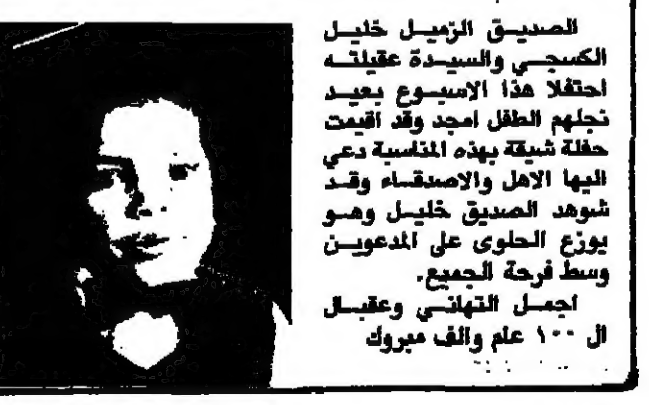 الصديق الزميل خليل
الكسجي والسيدة عقيلته
احتفلا هذا الاسبوع بعيد
نجلهم الطفل امجد وقد اقيمت
حفلة شيقة بهذه المناسبة دعي
اليها الاهل والاصدقاء وقد
شوهد الصديق خليل وهو
يوزع الحلوى على المدعوين
وسط فرحة الجميع.
اجمل التهاني وعقبال
ال ١٠٠ عام والف مبروك